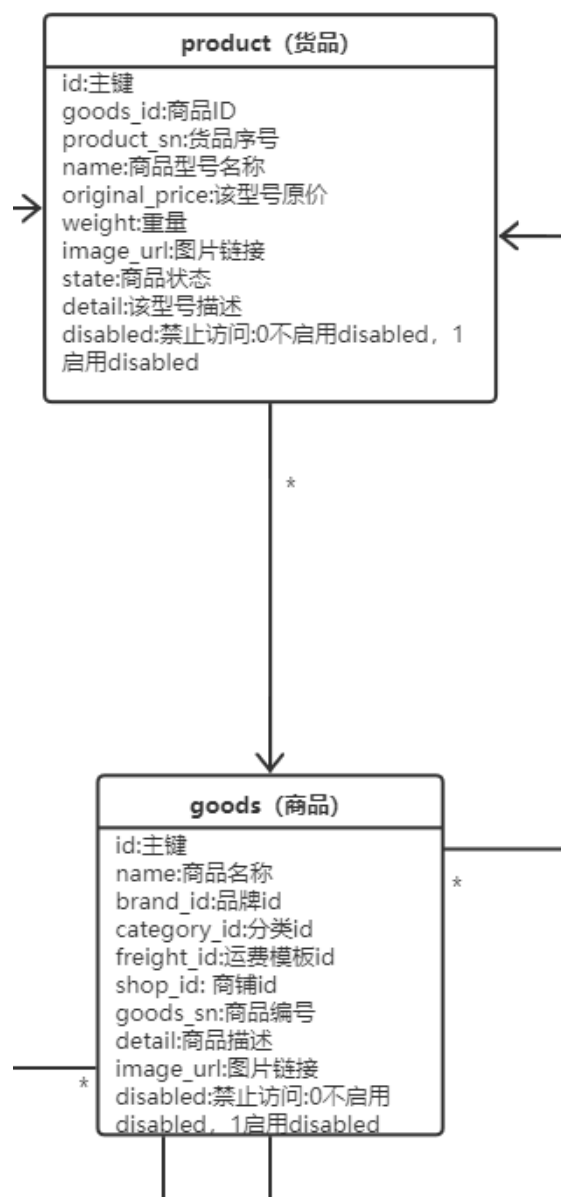 product（货品）
id:主键
goods_id:商品ID
product_sn:货品序号
name:商品型号名称
original_price:该型号原价
weight:重量
image_url:图片链接
state:商品状态
detail:该型号描述
disabled:禁止访问:0不启用disabled，1
启用disabled
*
goods（商品）
id:主键
name:商品名称
brand_id:品牌id
category_id:分类id
freight_id:运费模板id
shop_id: 商铺id
goods_sn:商品编号
detail:商品描述
image_url:图片链接
disabled:禁止访问:0不启用
disabled，1启用disabled
*
*